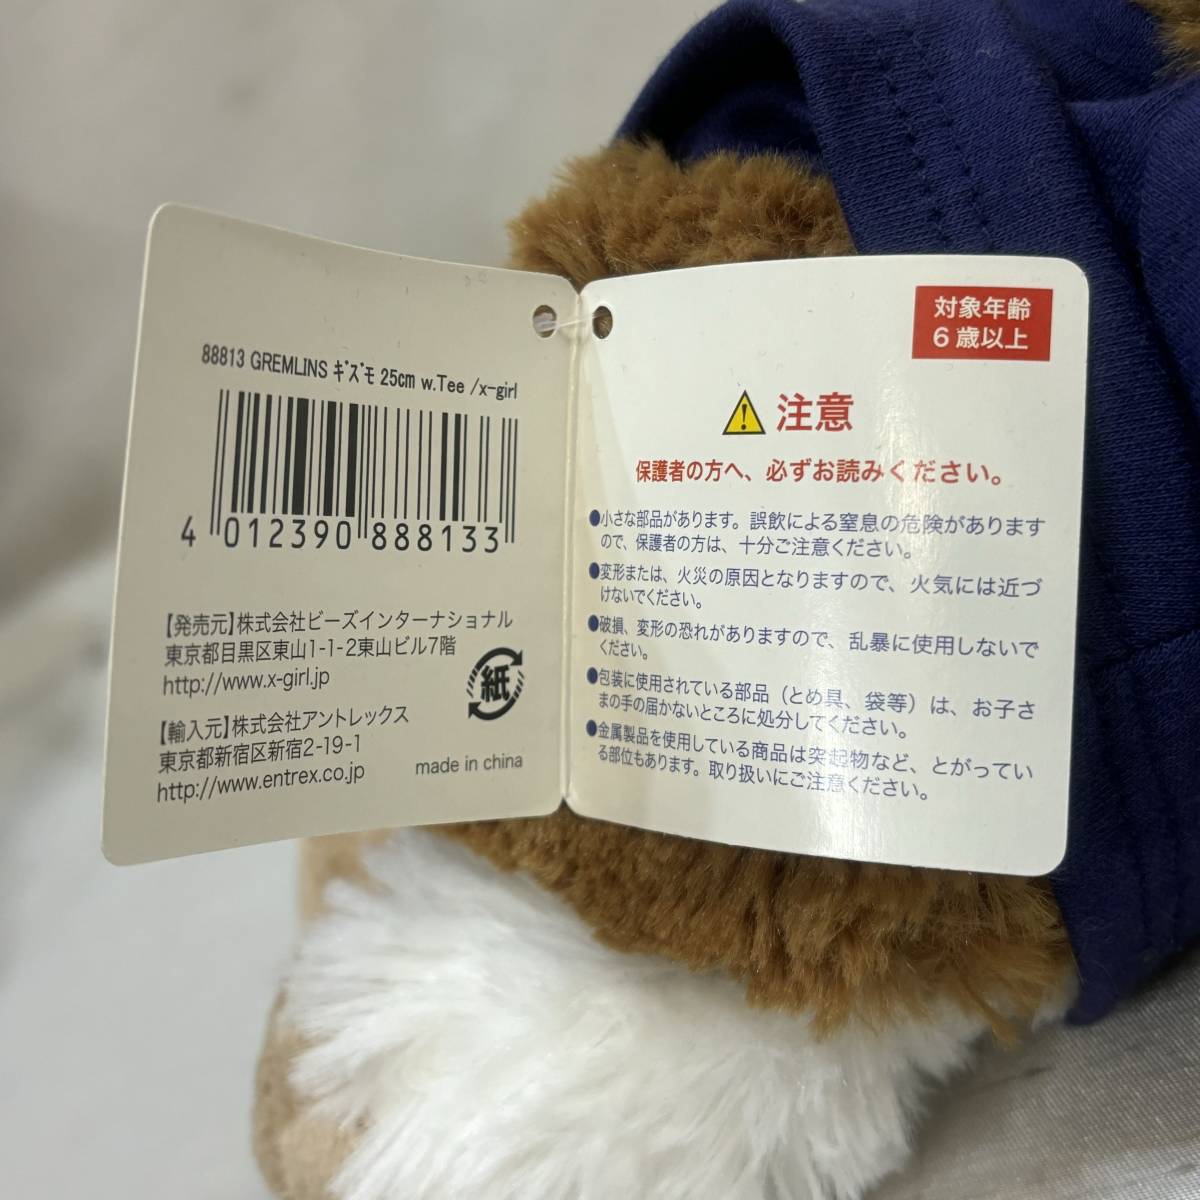 88813 GREMLINS ｷﾞｽﾞﾓ 25cm w.Tee /x-girl
4 012390 888133
【発売元】株式会社ビーズインターナショナル
東京都目黒区東山1-1-2東山ビル7階
http://www.x-girl.jp
【輸入元】株式会社アントレックス
東京都新宿区新宿2-19-1
http://www.entrex.co.jp
紙
made in china
対象年齢
6歳以上
注意
保護者の方へ、必ずお読みください。
●小さな部品があります。誤飲による窒息の危険があります
ので、保護者の方は、十分ご注意ください。
●変形または、火災の原因となりますので、火気には近づ
けないでください。
●破損、変形の恐れがありますので、乱暴に使用しないで
ください。
●包装に使用されている部品（とめ具、袋等）は、お子さ
まの手の届かないところに処分してください。
●金属製品を使用している商品は突起物など、とがってい
る部位もあります。取り扱いにご注意ください。